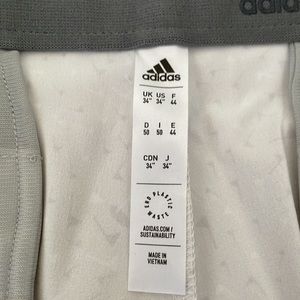 adidas
adidas
UK US F
34" 34" 44
D I E
50 50 44
CDN J
34" 34"
END PLASTIC WASTE
ADIDAS.COM/
SUSTAINABILITY
MADE IN
VIETNAM